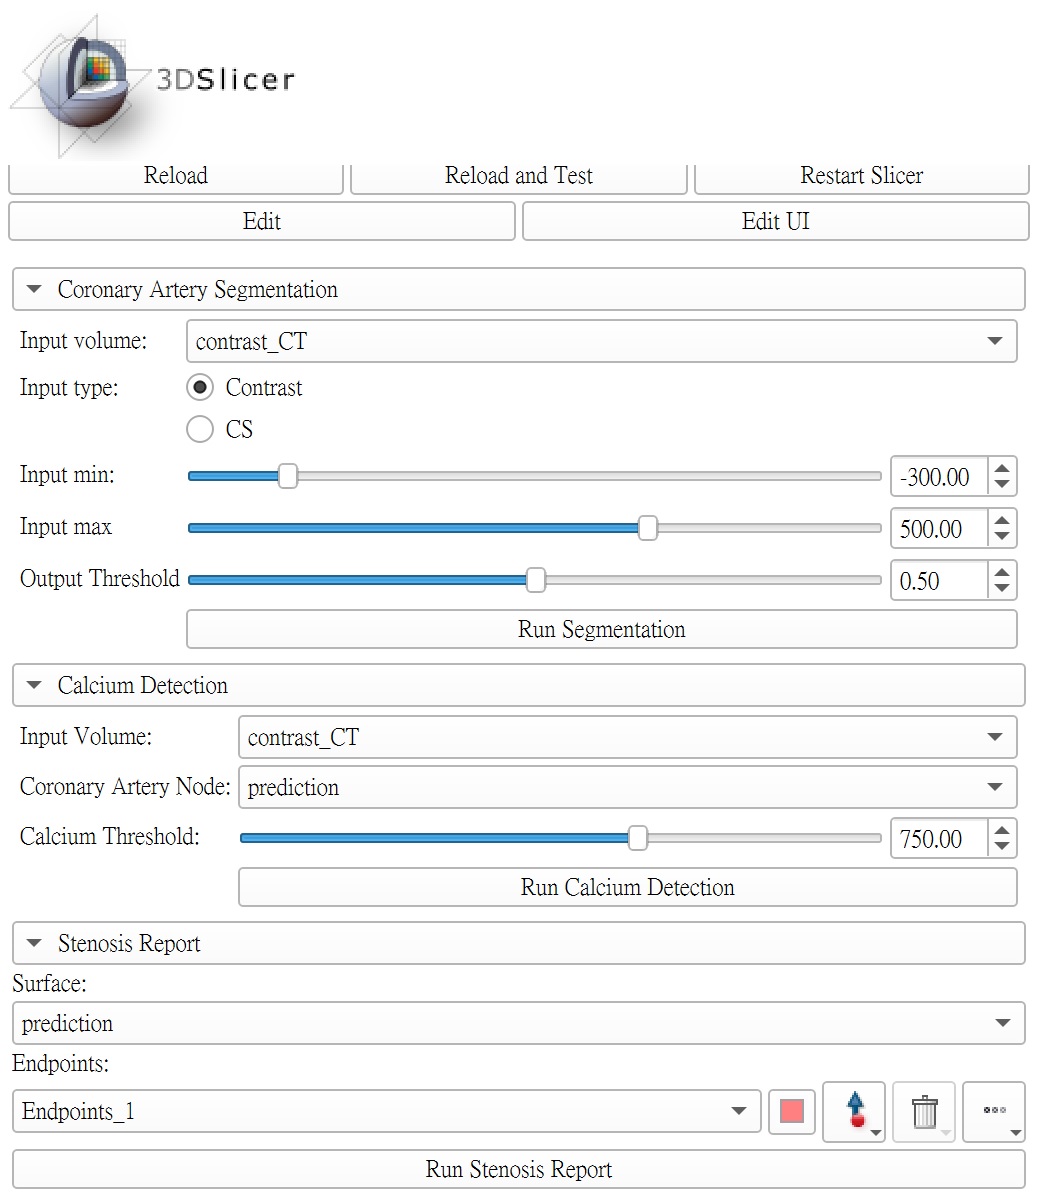 3DSlicer
Reload Reload and Test Restart Slicer
Edit Edit UI
Coronary Artery Segmentation
Input volume: contrast_CT
Input type: Contrast
CS
Input min: -300.00
Input max 500.00
Output Threshold 0.50
Run Segmentation
Calcium Detection
Input Volume: contrast_CT
Coronary Artery Node: prediction
Calcium Threshold: 750.00
Run Calcium Detection
Stenosis Report
Surface:
prediction
Endpoints:
Endpoints_1
Run Stenosis Report